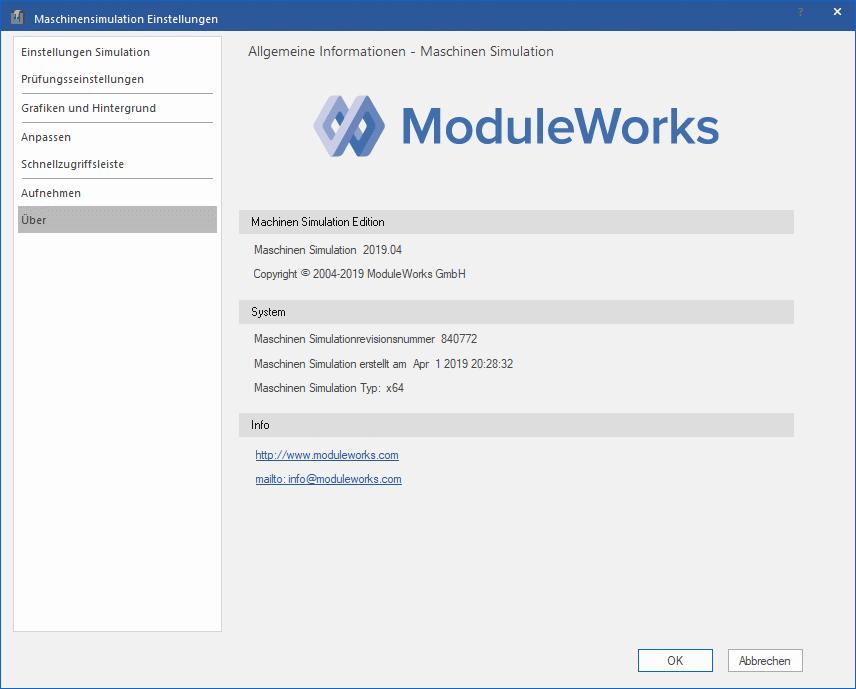 Maschinensimulation Einstellungen
?
Einstellungen Simulation
Prüfungsseinstellungen
Grafiken und Hintergrund
Anpassen
Schnellzugriffsleiste
Aufnehmen
Über
Allgemeine Informationen - Maschinen Simulation
ModuleWorks
Machinen Simulation Edition
Maschinen Simulation 2019.04
Copyright © 2004-2019 ModuleWorks GmbH
System
Maschinen Simulationrevisionsnummer 840772
Maschinen Simulation erstellt am Apr 1 2019 20:28:32
Maschinen Simulation Typ: x64
Info
http://www.moduleworks.com
mailto: info@moduleworks.com
OK
Abbrechen